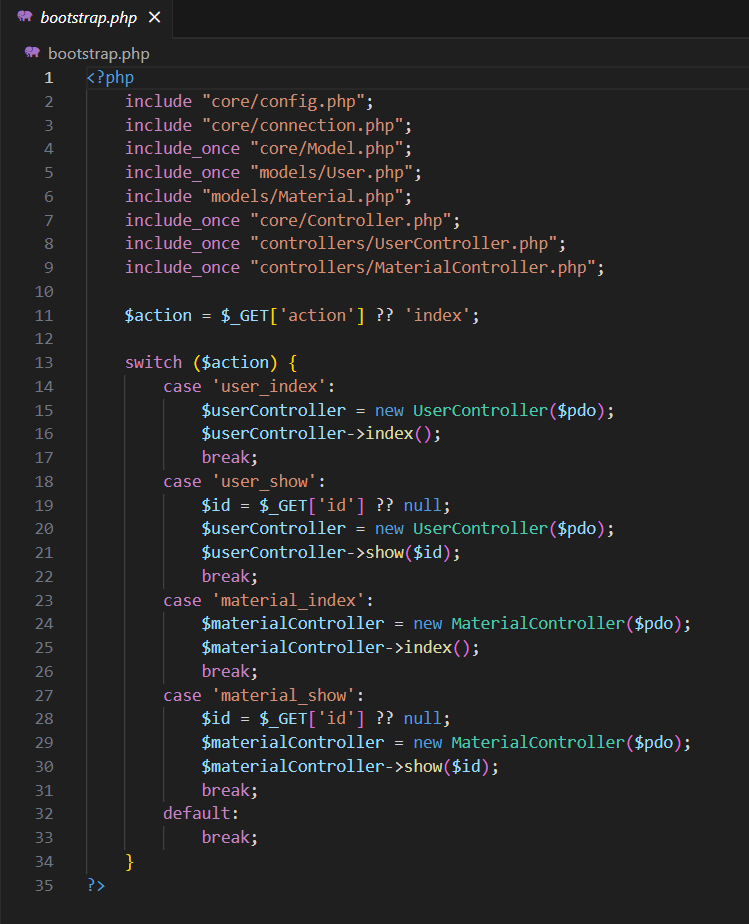 bootstrap.php ×
bootstrap.php
1 <?php
2     include "core/config.php";
3     include "core/connection.php";
4     include_once "core/Model.php";
5     include_once "models/User.php";
6     include "models/Material.php";
7     include_once "core/Controller.php";
8     include_once "controllers/UserController.php";
9     include_once "controllers/MaterialController.php";
10
11     $action = $_GET['action'] ?? 'index';
12
13     switch ($action) {
14         case 'user_index':
15             $userController = new UserController($pdo);
16             $userController->index();
17             break;
18         case 'user_show':
19             $id = $_GET['id'] ?? null;
20             $userController = new UserController($pdo);
21             $userController->show($id);
22             break;
23         case 'material_index':
24             $materialController = new MaterialController($pdo);
25             $materialController->index();
26             break;
27         case 'material_show':
28             $id = $_GET['id'] ?? null;
29             $materialController = new MaterialController($pdo);
30             $materialController->show($id);
31             break;
32         default:
33             break;
34     }
35 ?>